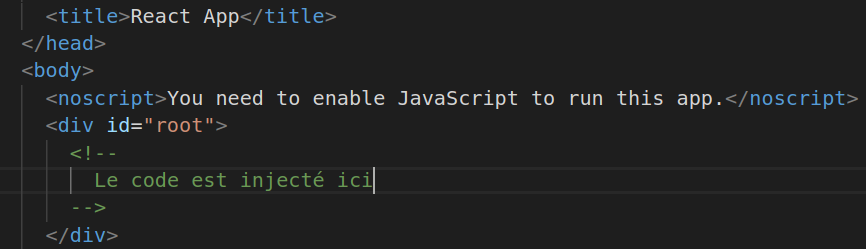 <title>React App</title>
</head>
<body>
<noscript>You need to enable JavaScript to run this app.</noscript>
<div id="root">
<!--
Le code est injecté ici
-->
</div>